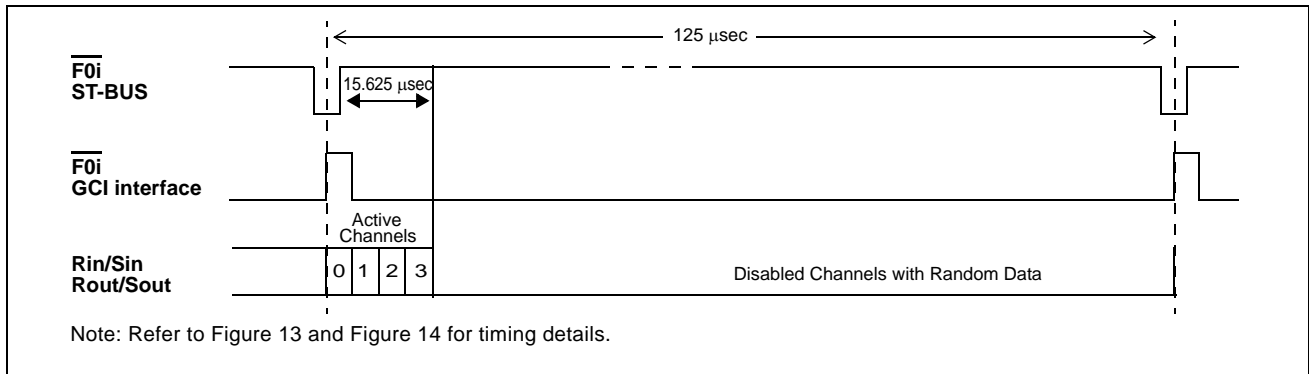 125 μsec
F0i
ST-BUS
15.625 μsec
F0i
GCI interface
Active
Channels
Rin/Sin
Rout/Sout
0 1 2 3
Disabled Channels with Random Data
Note: Refer to Figure 13 and Figure 14 for timing details.